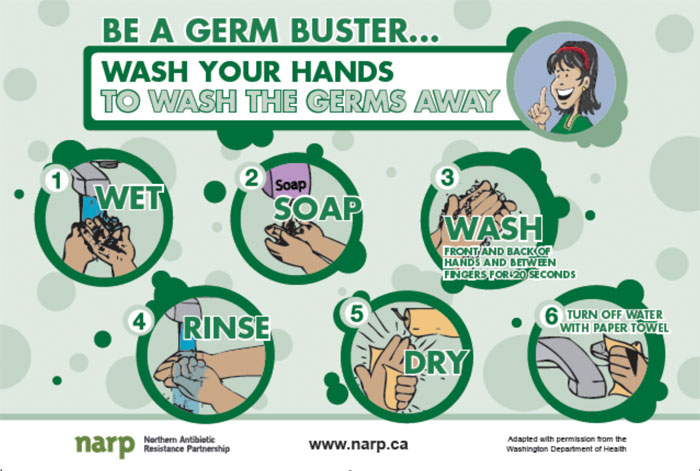 BE A GERM BUSTER...
WASH YOUR HANDS
TO WASH THE GERMS AWAY
1
WET
2
Soap
SOAP
3
WASH
FRONT AND BACK OF
HANDS AND BETWEEN
FINGERS FOR 20 SECONDS
4
RINSE
5
DRY
6
TURN OFF WATER
WITH PAPER TOWEL
narp
Northern Antibiotic
Resistance Partnership
www.narp.ca
Adapted with permission from the
Washington Department of Health